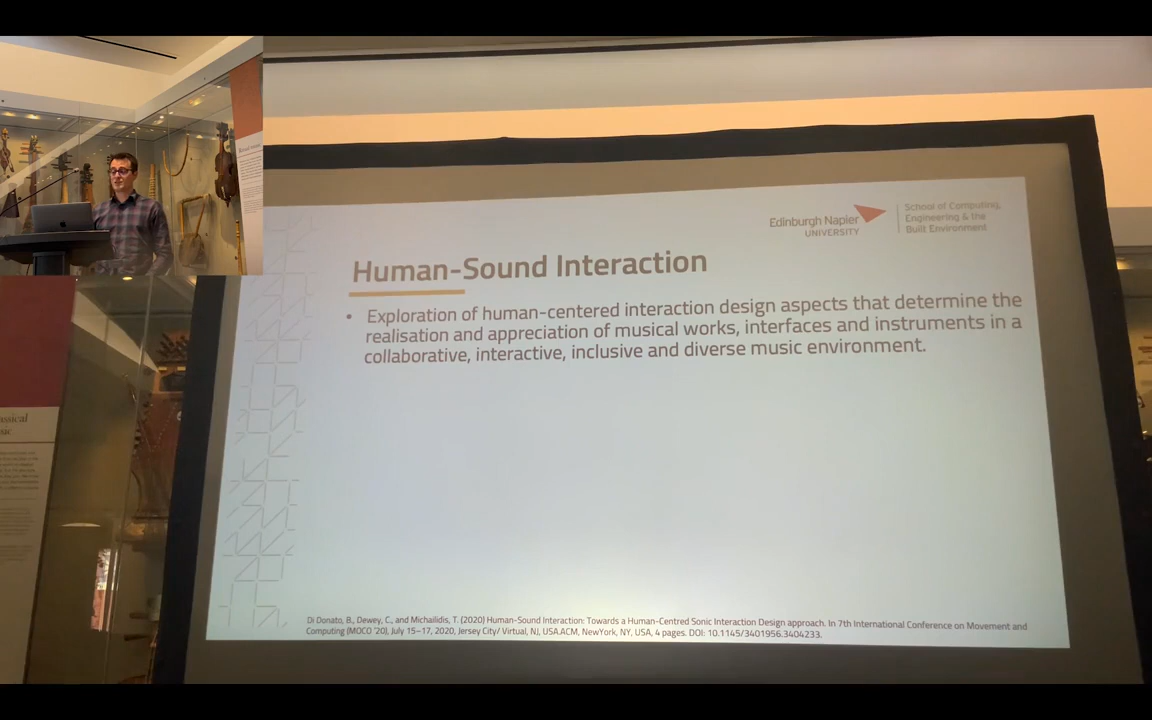 Edinburgh Napier
UNIVERSITY
School of Computing,
Engineering & the
Built Environment
Human-Sound Interaction
• Exploration of human-centered interaction design aspects that determine the
realisation and appreciation of musical works, interfaces and instruments in a
collaborative, interactive, inclusive and diverse music environment.
Di Donato, B., Dewey, C., and Michailidis, T. (2020) Human-Sound Interaction: Towards a Human-Centred Sonic Interaction Design approach. In 7th International Conference on Movement and
Computing (MOCO '20), July 15–17, 2020, Jersey City/ Virtual, NJ, USA.ACM, NewYork, NY, USA, 4 pages. DOI: 10.1145/3401956.3404233.